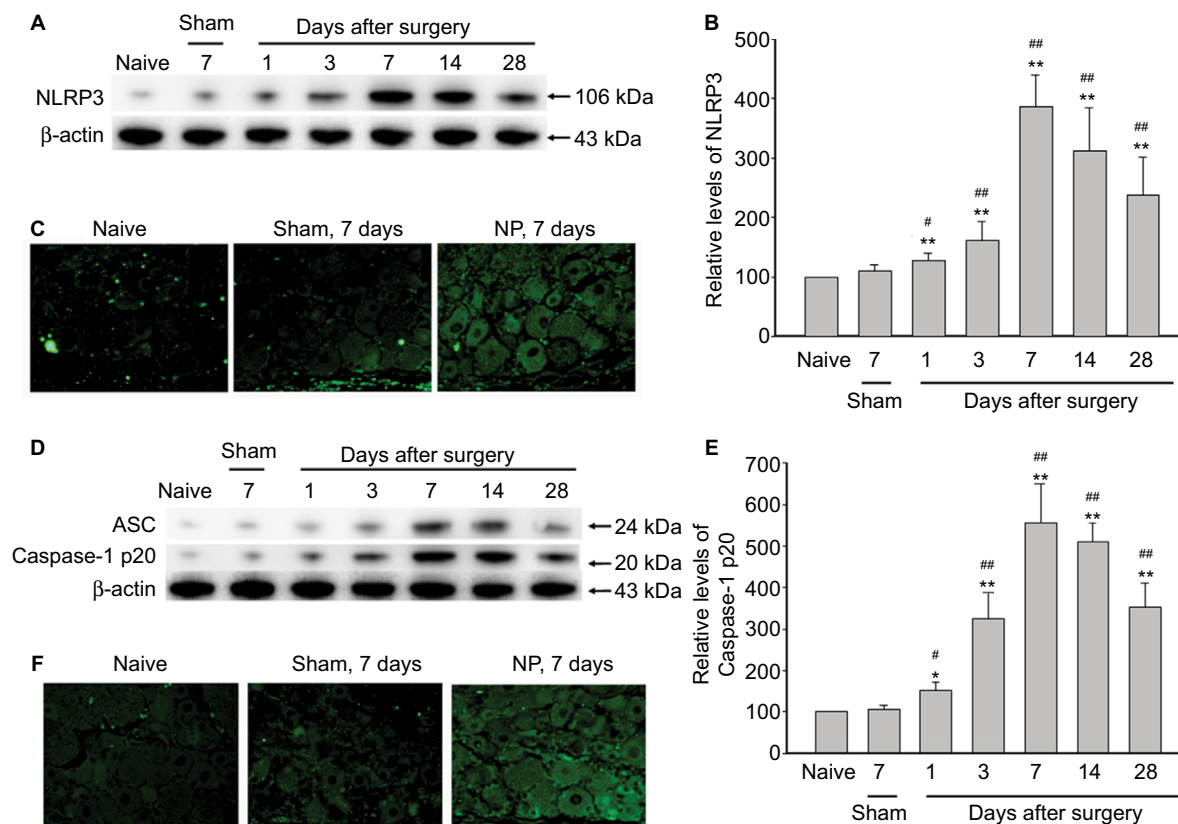 A
Sham
Days after surgery
Naive 7 1 3 7 14 28
NLRP3
106 kDa
β-actin
43 kDa
B
Relative levels of NLRP3
500
400
300
200
100
0
##
**
##
**
##
**
##
**
#
**
Naive 7 1 3 7 14 28
Sham
Days after surgery
C
Naive
Sham, 7 days
NP, 7 days
D
Sham
Days after surgery
Naive 7 1 3 7 14 28
ASC
24 kDa
Caspase-1 p20
20 kDa
β-actin
43 kDa
E
Relative levels of
Caspase-1 p20
700
600
500
400
300
200
100
0
##
**
##
**
##
**
##
**
#
*
Naive 7 1 3 7 14 28
Sham
Days after surgery
F
Naive
Sham, 7 days
NP, 7 days